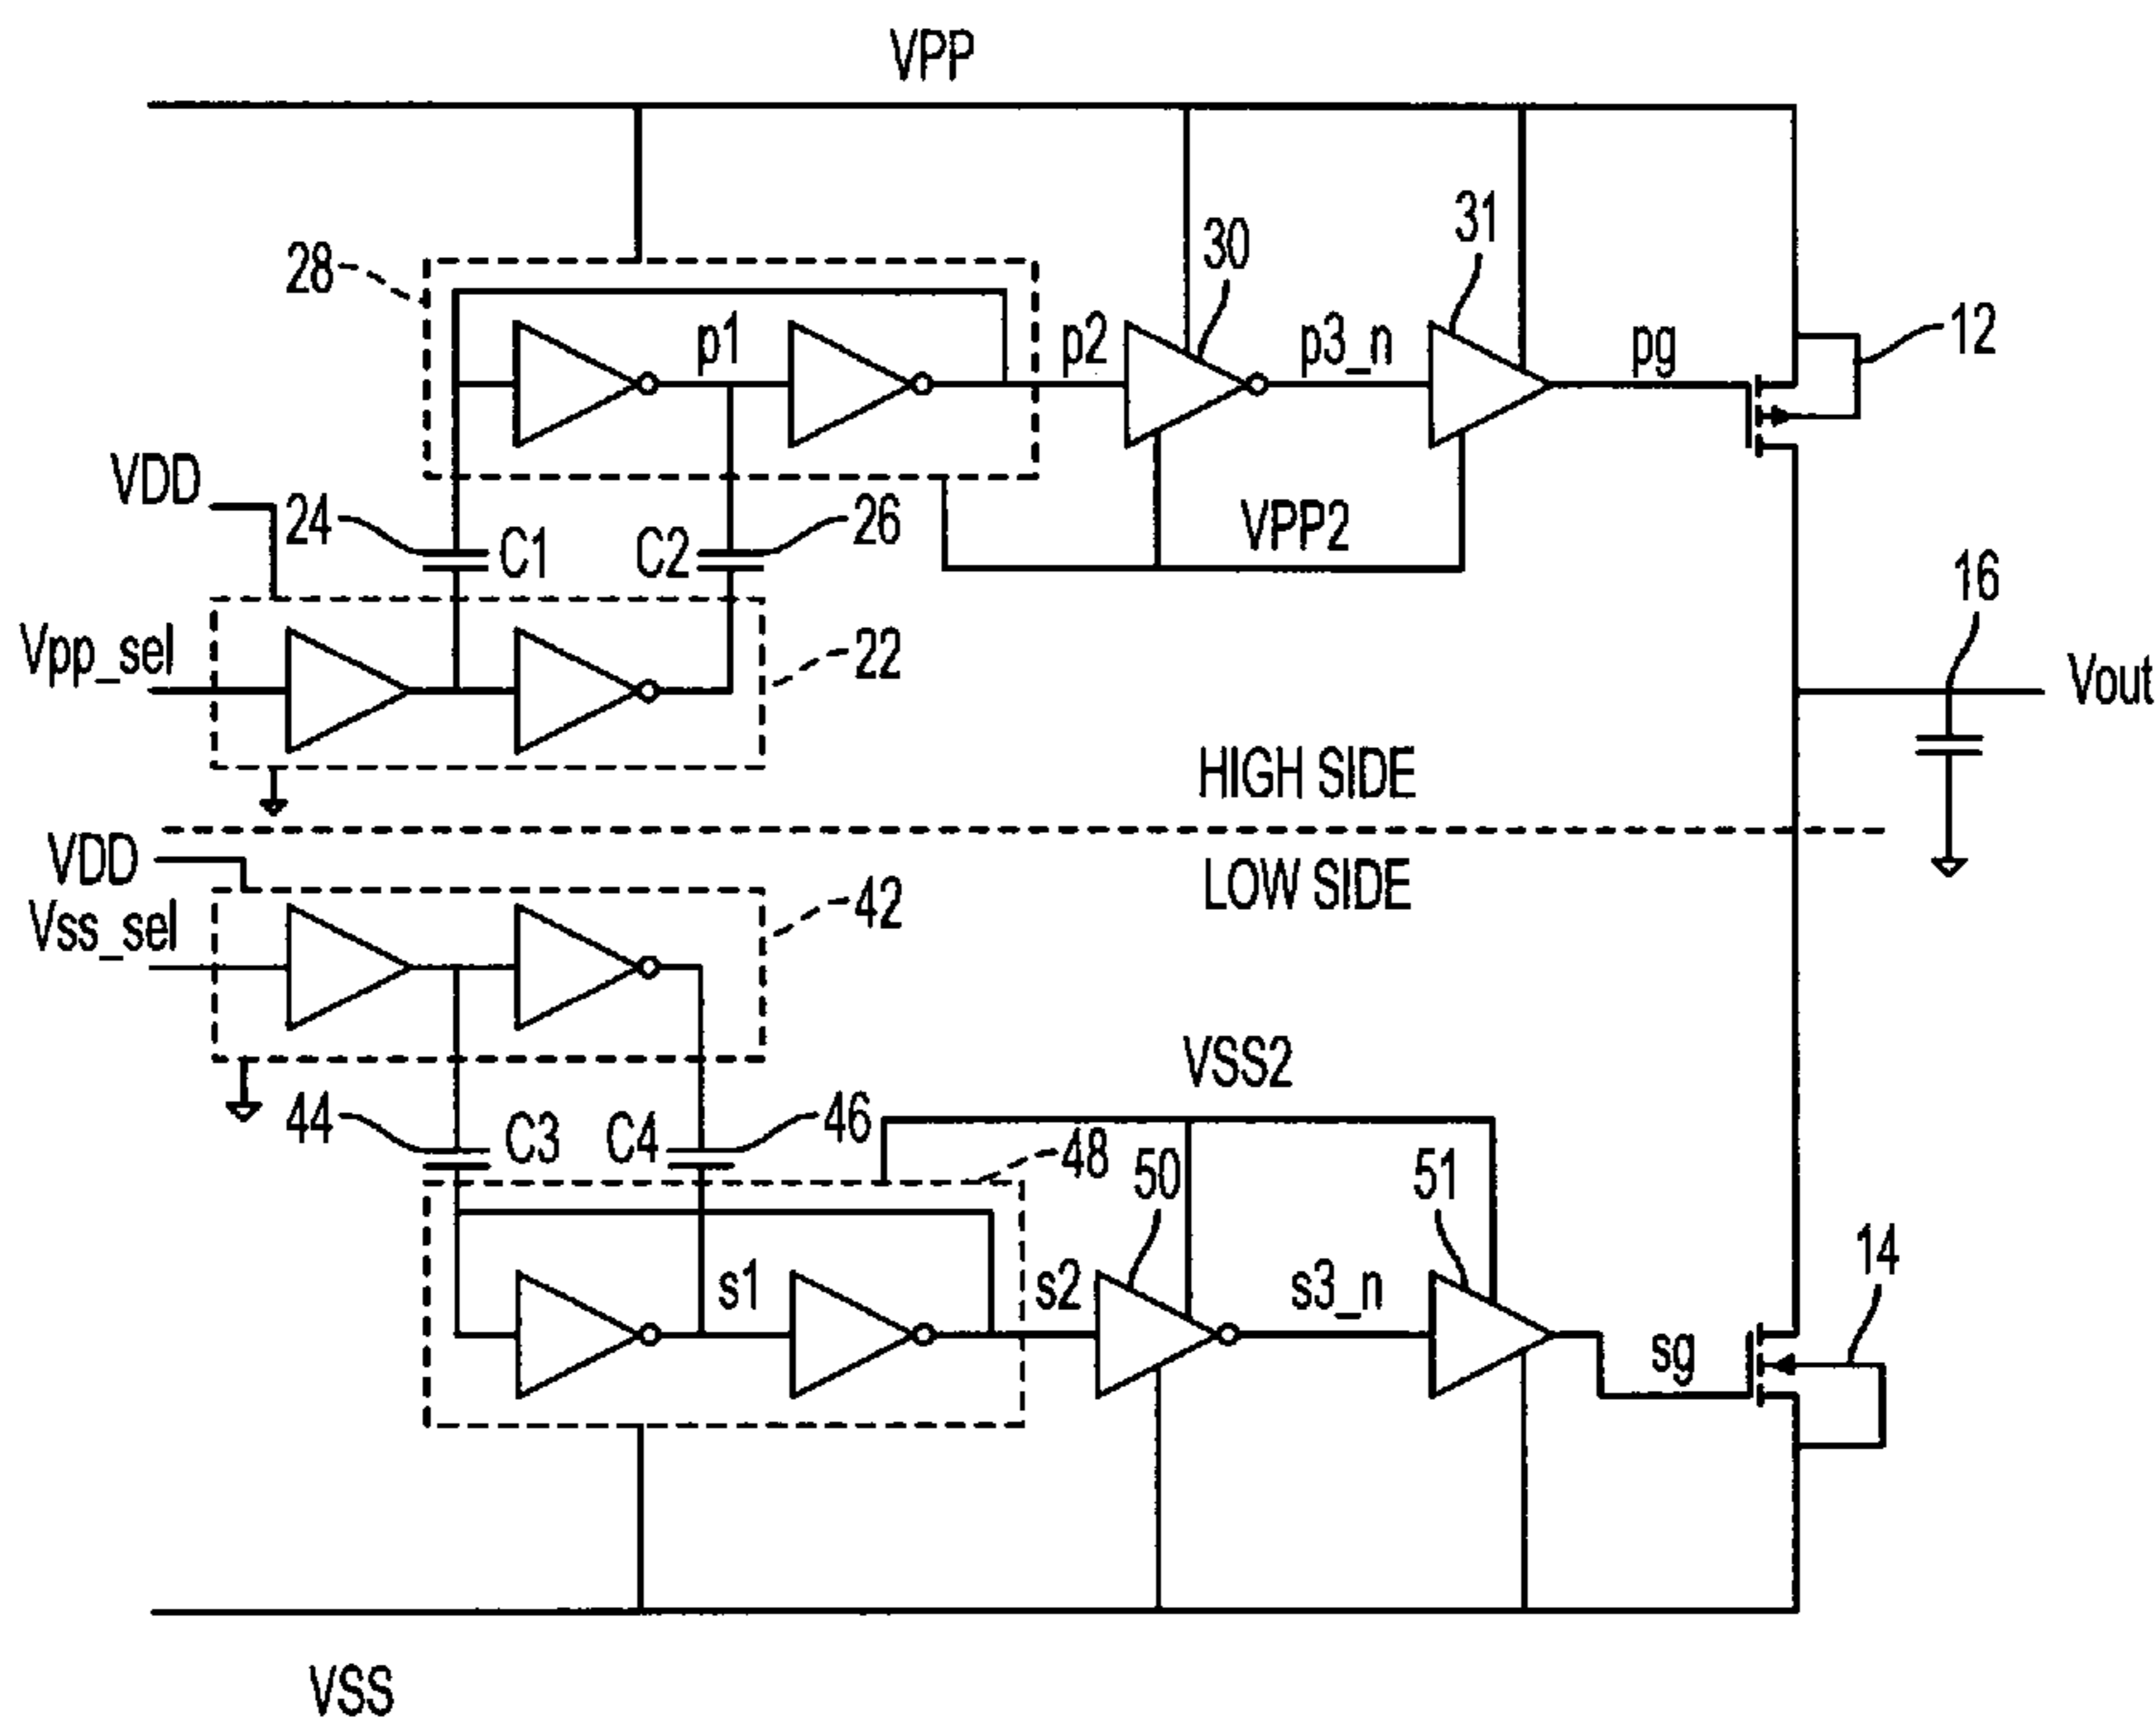 VPP
31
30
28
p1
p2
p3_n
pg
12
VDD
24
C1
C2
26
VPP2
16
Vpp_sel
22
Vout
HIGH SIDE
VDD
LOW SIDE
Vss_sel
42
VSS2
44
C3
C4
46
48
50
51
14
s1
s2
s3_n
sg
VSS